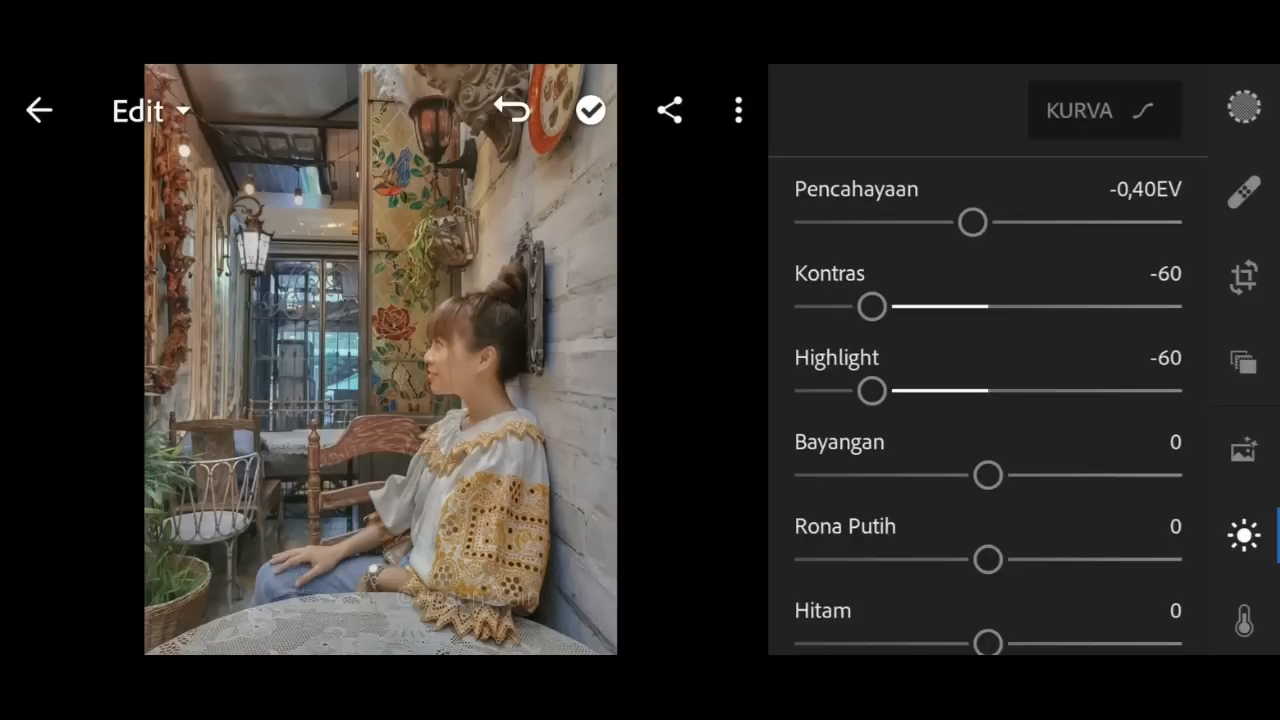 Edit
KURVA
Pencahayaan -0,40EV
Kontras -60
Highlight -60
Bayangan 0
Rona Putih 0
Hitam 0